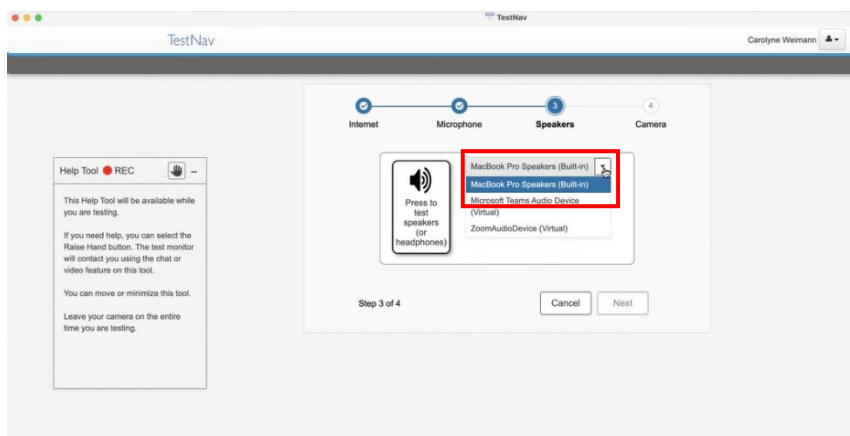 TestNav
TestNav
Carolyne Weimann
3
4
Internet
Microphone
Speakers
Camera
Help Tool REC
This Help Tool will be available while
you are testing.
If you need help, you can select the
Raise Hand button. The test monitor
will contact you using the chat or
video feature on this tool.
You can move or minimize this tool.
Leave your camera on the entire
time you are testing.
Press to
test
speakers
(or
headphones)
MacBook Pro Speakers (Built-in)
MacBook Pro Speakers (Built-in)
Microsoft Teams Audio Device
(Virtual)
ZoomAudioDevice (Virtual)
Step 3 of 4
Cancel
Next